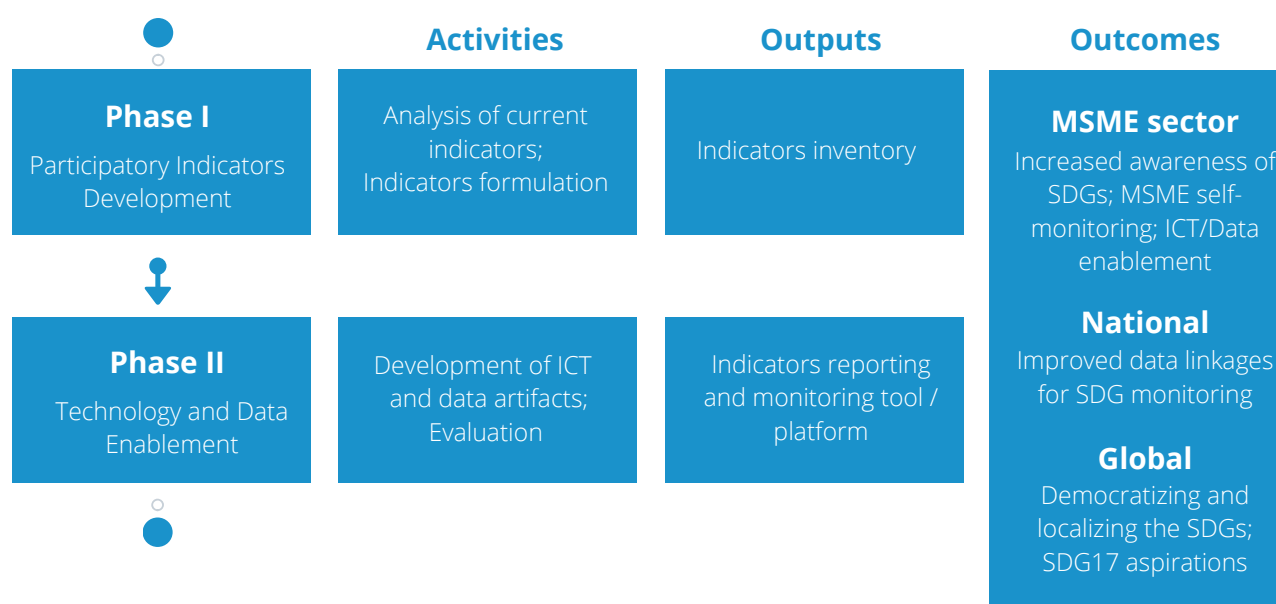 Activities
Outputs
Outcomes
Phase I
Participatory Indicators
Development
Analysis of current
indicators;
Indicators formulation
Indicators inventory
MSME sector
Increased awareness of
SDGs; MSME self-
monitoring; ICT/Data
enablement
National
Improved data linkages
for SDG monitoring
Global
Democratizing and
localizing the SDGs;
SDG17 aspirations
Phase II
Technology and Data
Enablement
Development of ICT
and data artifacts;
Evaluation
Indicators reporting
and monitoring tool /
platform